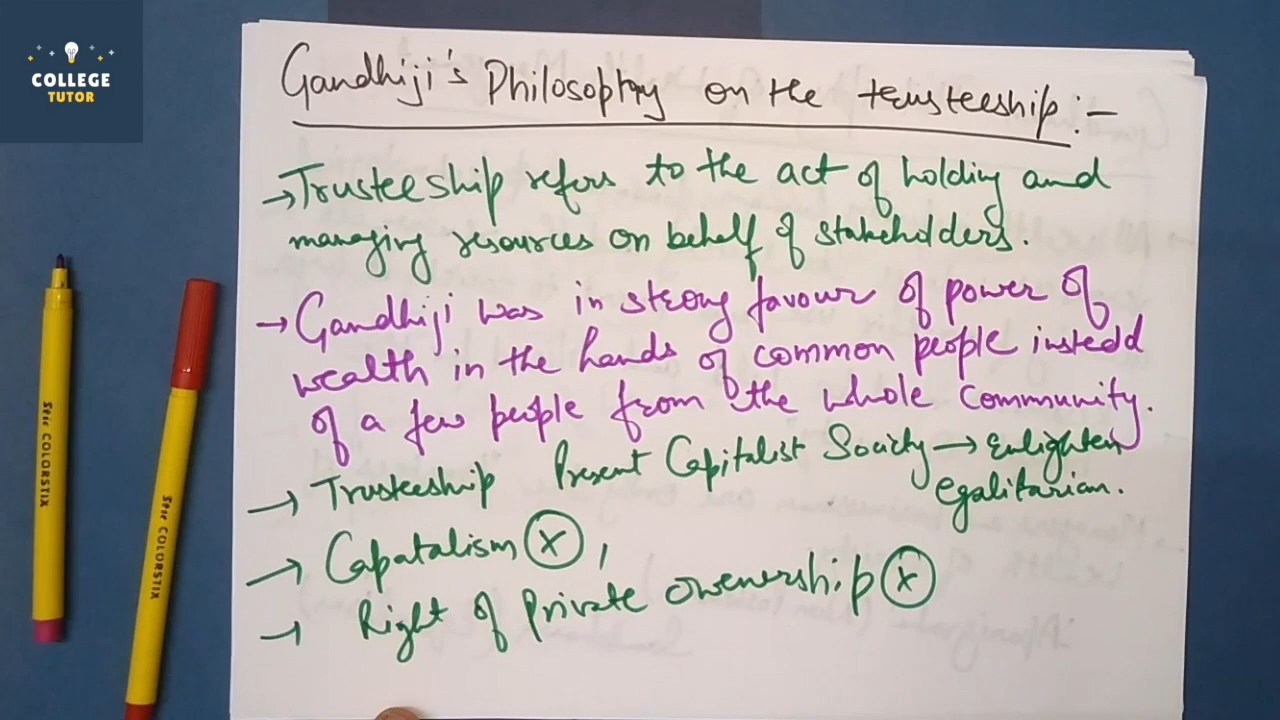 COLLEGE
TUTOR
Gandhiji's Philosophy on the trusteeship:-
→Trusteeship refers to the act of holding and
managing resources on behalf of stakeholders.
→ Gandhiji was in strong favour of power of
wealth in the hands of common people instead
of a few people from the whole community.
→ Trusteeship Present Capitalist Society → Enlighten
Egalitarian.
→ Capatalism (X),
→ Right of Private owenership (X)
Stic COLORSTIX
Stic COLORSTIX